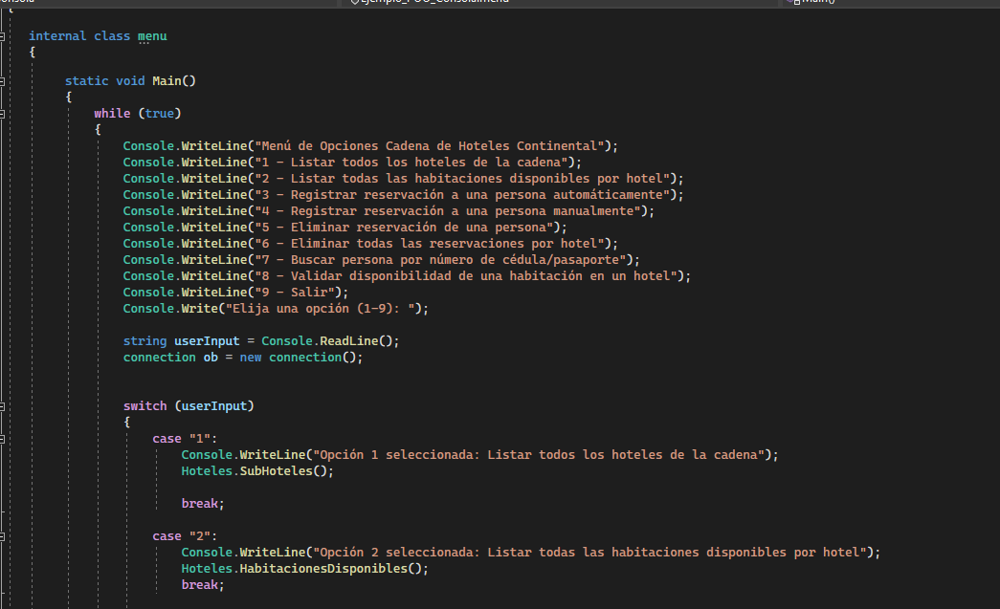 Ejemplo_POO_Consola.menu
Main()
internal class menu
{
static void Main()
{
while (true)
{
Console.WriteLine("Menú de Opciones Cadena de Hoteles Continental");
Console.WriteLine("1 - Listar todos los hoteles de la cadena");
Console.WriteLine("2 - Listar todas las habitaciones disponibles por hotel");
Console.WriteLine("3 - Registrar reservación a una persona automáticamente");
Console.WriteLine("4 - Registrar reservación a una persona manualmente");
Console.WriteLine("5 - Eliminar reservación de una persona");
Console.WriteLine("6 - Eliminar todas las reservaciones por hotel");
Console.WriteLine("7 - Buscar persona por número de cédula/pasaporte");
Console.WriteLine("8 - Validar disponibilidad de una habitación en un hotel");
Console.WriteLine("9 - Salir");
Console.Write("Elija una opción (1-9): ");
string userInput = Console.ReadLine();
connection ob = new connection();
switch (userInput)
{
case "1":
Console.WriteLine("Opción 1 seleccionada: Listar todos los hoteles de la cadena");
Hoteles.SubHoteles();
break;
case "2":
Console.WriteLine("Opción 2 seleccionada: Listar todas las habitaciones disponibles por hotel");
Hoteles.HabitacionesDisponibles();
break;